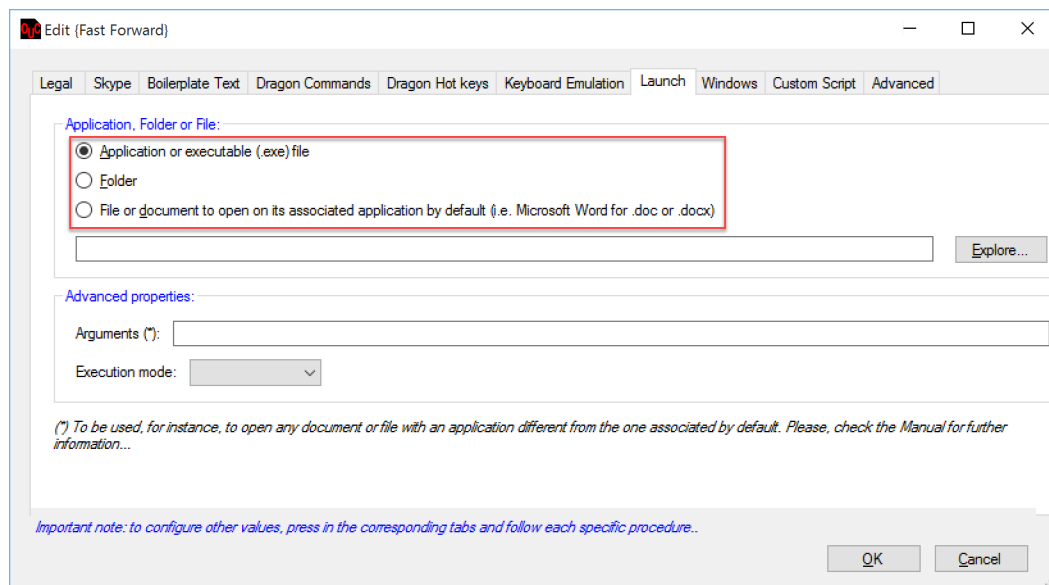 Edit {Fast Forward}
Legal Skype Boilerplate Text Dragon Commands Dragon Hot keys Keyboard Emulation Launch Windows Custom Script Advanced
Application, Folder or File:
Application or executable (.exe) file
Folder
File or document to open on its associated application by default (i.e. Microsoft Word for .doc or .docx)
Explore...
Advanced properties:
Arguments (*):
Execution mode:
(*) To be used, for instance, to open any document or file with an application different from the one associated by default. Please, check the Manual for further
information...
Important note: to configure other values, press in the corresponding tabs and follow each specific procedure..
OK Cancel